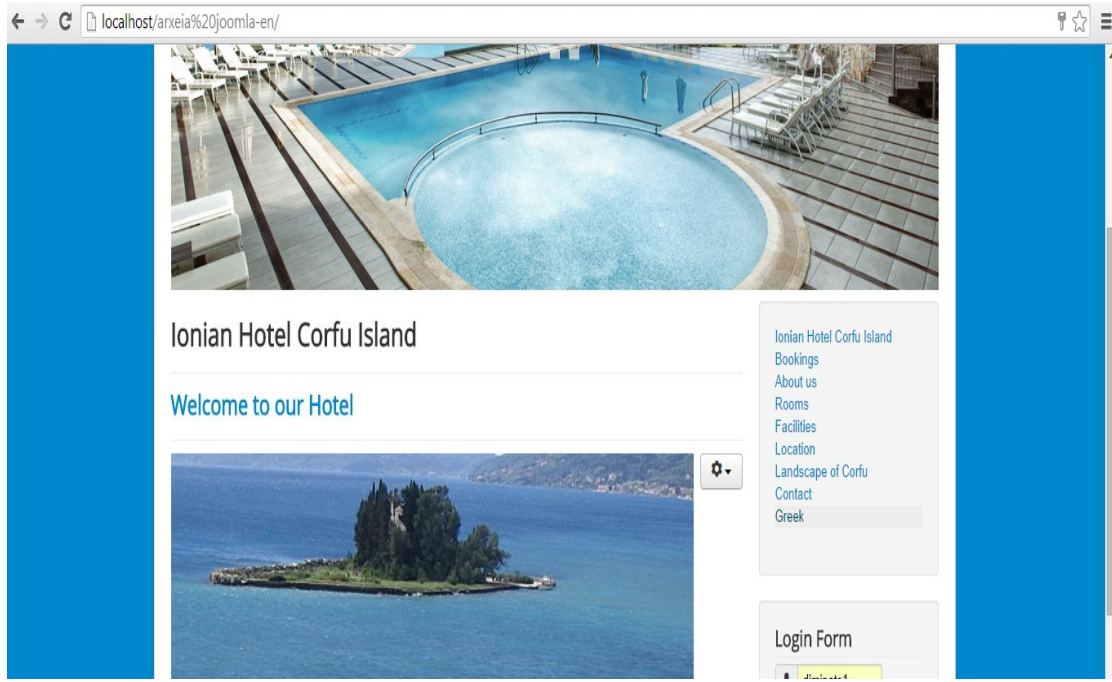 localhost/arxeia%20joomla-en/
Ionian Hotel Corfu Island
Welcome to our Hotel
Ionian Hotel Corfu Island
Bookings
About us
Rooms
Facilities
Location
Landscape of Corfu
Contact
Greek
Login Form